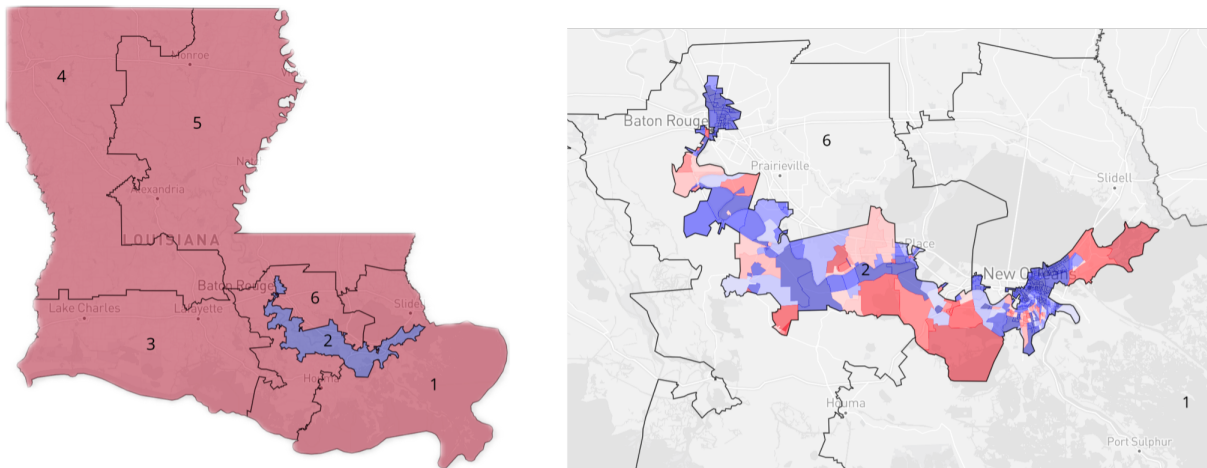 4
Monroe
5
Alexandria
LOUISIANA
Baton Rouge
6
Slidell
Lake Charles
Lafayette
2
3
1
Baton Rouge
6
Prairieville
Slidell
2
New Orleans
Houma
1
Port Sulphur